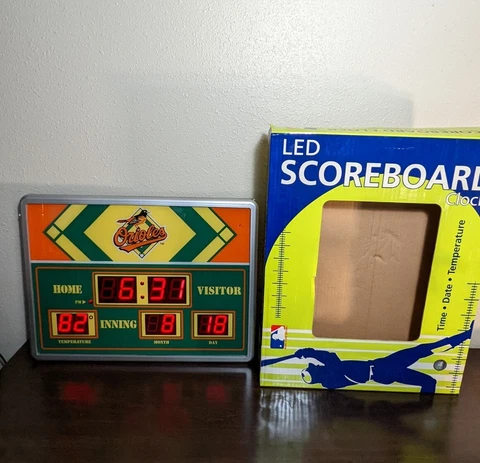 Orioles
HOME 6:31 VISITOR
PM
82° INNING 8 18
TEMPERATURE MONTH DAY
LED
SCOREBOARD
Clock
Time • Date • Temperature